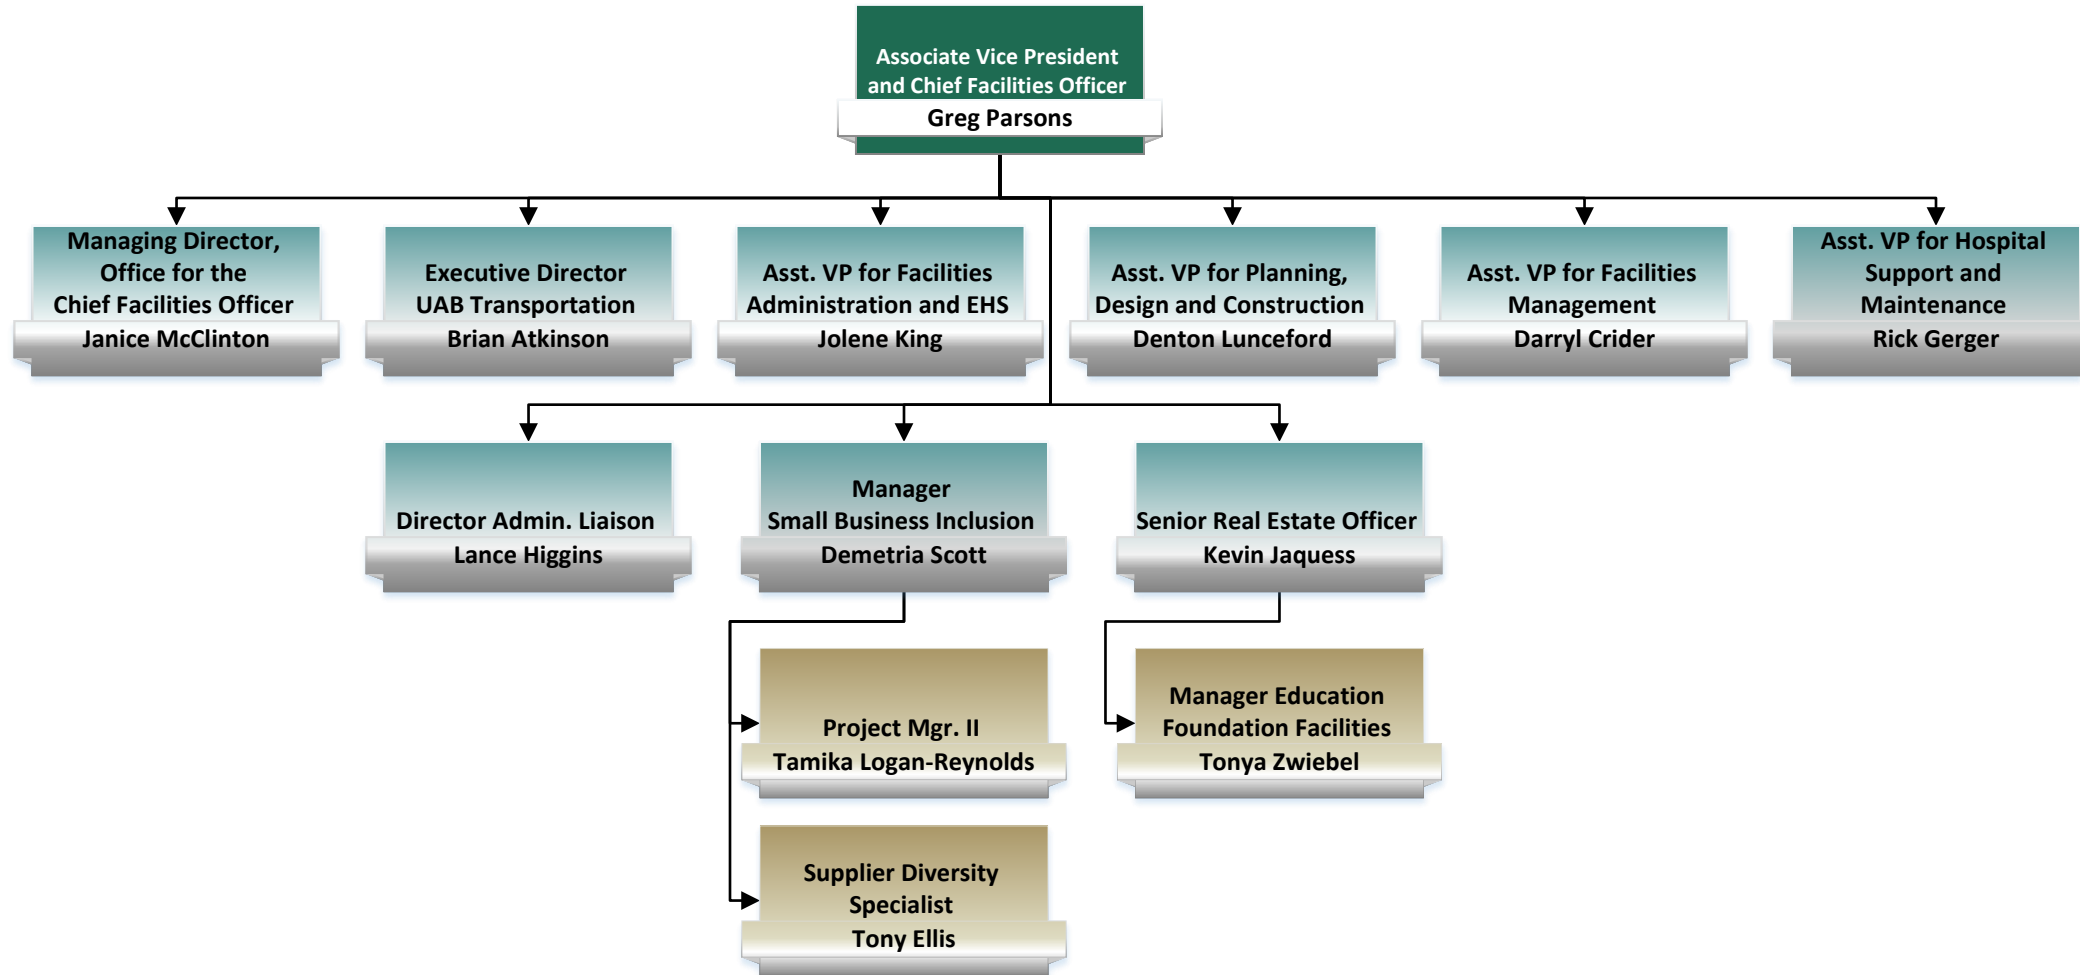 Associate Vice President
and Chief Facilities Officer
Greg Parsons
Managing Director,
Office for the
Chief Facilities Officer
Janice McClinton
Executive Director
UAB Transportation
Brian Atkinson
Asst. VP for Facilities
Administration and EHS
Jolene King
Asst. VP for Planning,
Design and Construction
Denton Lunceford
Asst. VP for Facilities
Management
Darryl Crider
Asst. VP for Hospital
Support and
Maintenance
Rick Gerger
Director Admin. Liaison
Lance Higgins
Manager
Small Business Inclusion
Demetria Scott
Senior Real Estate Officer
Kevin Jaquess
Project Mgr. II
Tamika Logan-Reynolds
Manager Education
Foundation Facilities
Tonya Zwiebel
Supplier Diversity
Specialist
Tony Ellis